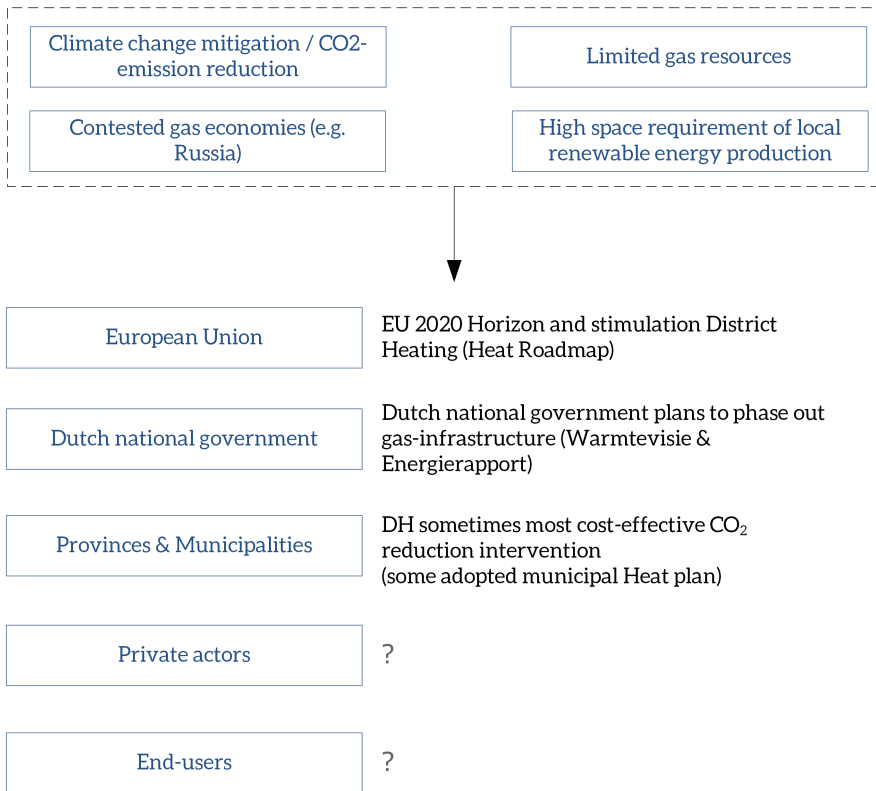 Climate change mitigation / CO2-
emission reduction
Limited gas resources
Contested gas economies (e.g.
Russia)
High space requirement of local
renewable energy production
European Union
EU 2020 Horizon and stimulation District
Heating (Heat Roadmap)
Dutch national government
Dutch national government plans to phase out
gas-infrastructure (Warmtevisie &
Energierapport)
Provinces & Municipalities
DH sometimes most cost-effective CO₂
reduction intervention
(some adopted municipal Heat plan)
Private actors
?
End-users
?